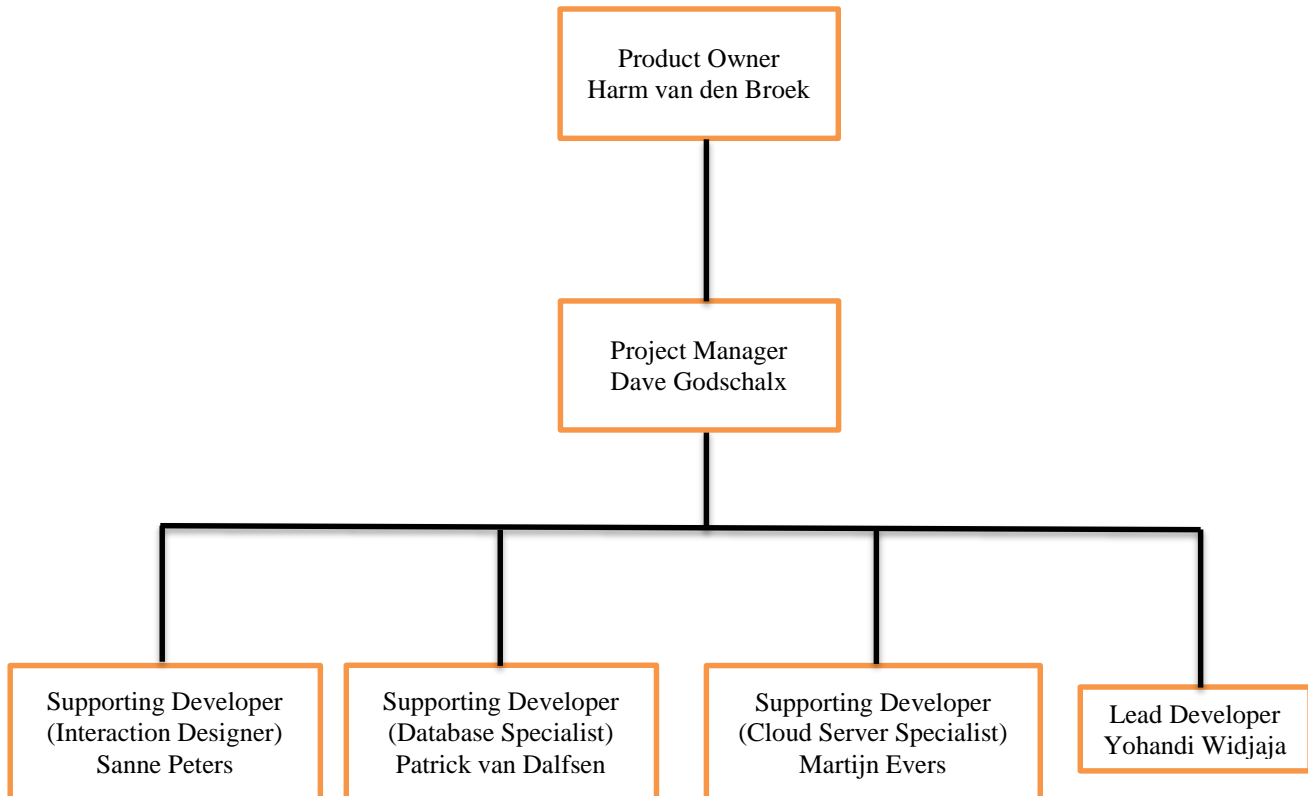 Product Owner
Harm van den Broek
Project Manager
Dave Godschalx
Supporting Developer
(Interaction Designer)
Sanne Peters
Supporting Developer
(Database Specialist)
Patrick van Dalfsen
Supporting Developer
(Cloud Server Specialist)
Martijn Evers
Lead Developer
Yohandi Widjaja